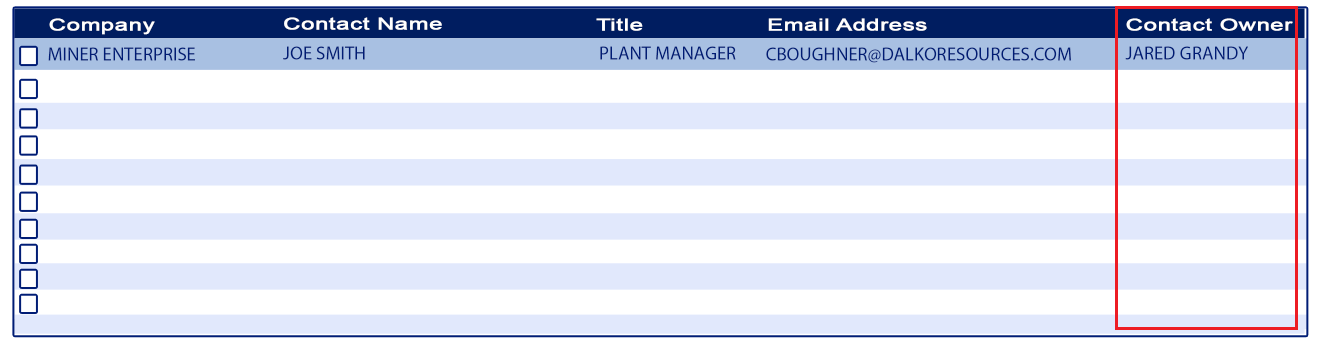 Company Contact Name Title Email Address Contact Owner
MINER ENTERPRISE JOE SMITH PLANT MANAGER CBOUGHNER@DALKORESOURCES.COM JARED GRANDY